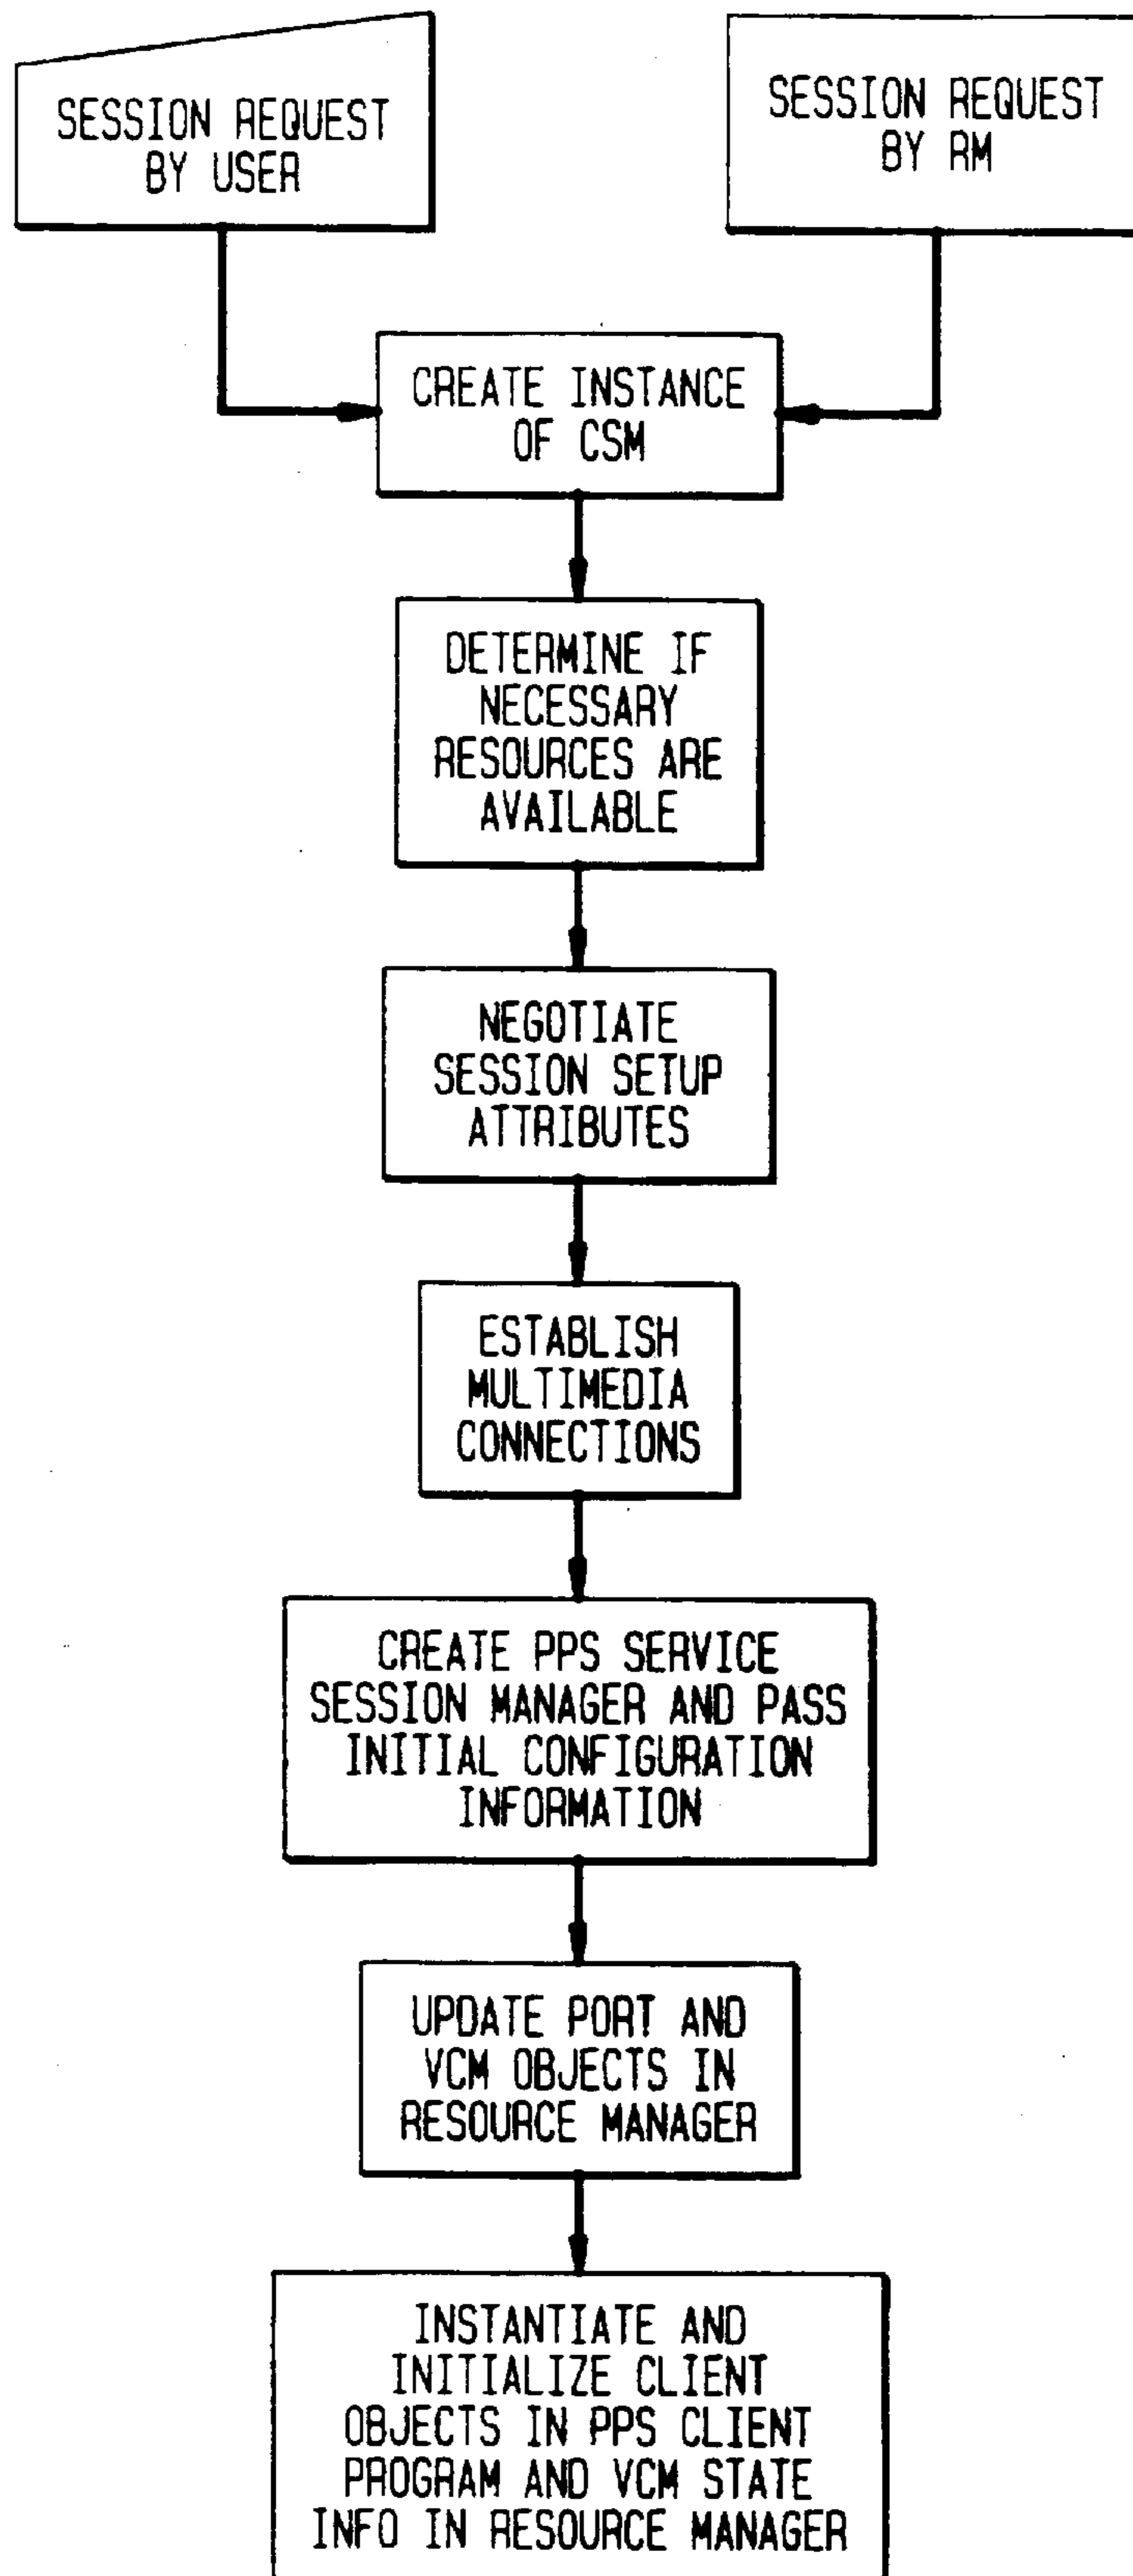 SESSION REQUEST
BY USER
SESSION REQUEST
BY RM
CREATE INSTANCE
OF CSM
DETERMINE IF
NECESSARY
RESOURCES ARE
AVAILABLE
NEGOTIATE
SESSION SETUP
ATTRIBUTES
ESTABLISH
MULTIMEDIA
CONNECTIONS
CREATE PPS SERVICE
SESSION MANAGER AND PASS
INITIAL CONFIGURATION
INFORMATION
UPDATE PORT AND
VCM OBJECTS IN
RESOURCE MANAGER
INSTANTIATE AND
INITIALIZE CLIENT
OBJECTS IN PPS CLIENT
PROGRAM AND VCM STATE
INFO IN RESOURCE MANAGER